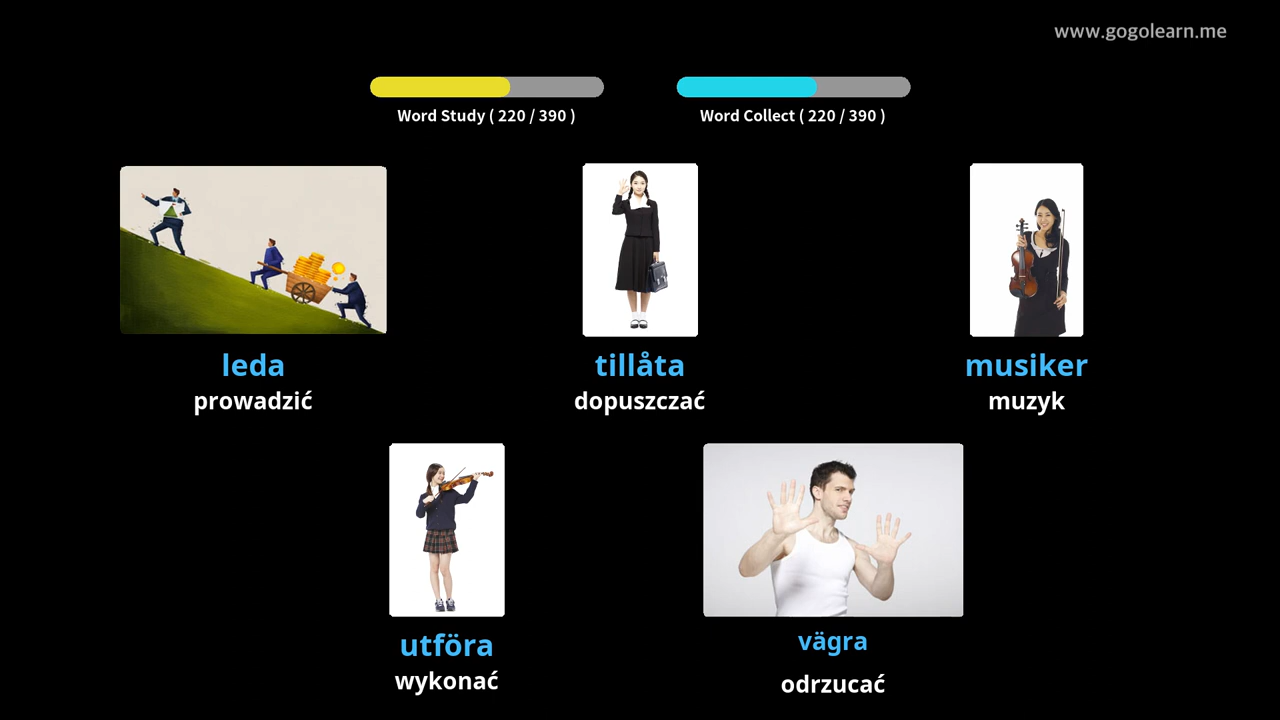 www.gogolearn.me
Word Study ( 220 / 390 )
Word Collect ( 220 / 390 )
leda
prowadzić
tillåta
dopuszczać
musiker
muzyk
utföra
wykonać
vägra
odrzucać